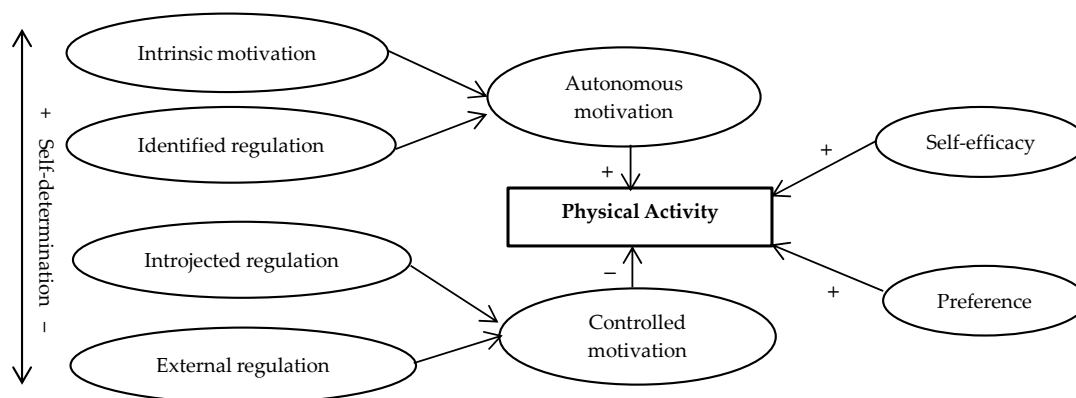 + Self-determination −
Intrinsic motivation
Identified regulation
Introjected regulation
External regulation
Autonomous
motivation
+
Physical Activity
−
Controlled
motivation
+
Self-efficacy
+
Preference